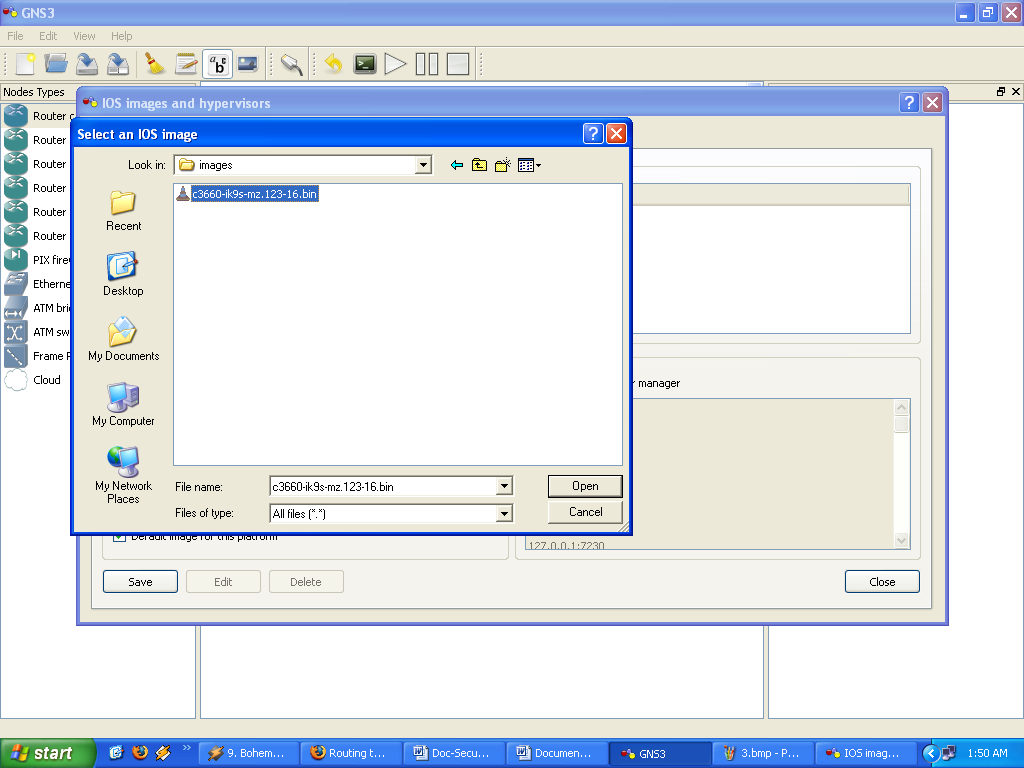 GNS3
File Edit View Help
Nodes Types
IOS images and hypervisors
Router c
Router
Router
Router
Router
Router
PIX firew
Etherne
ATM brid
ATM sw
Frame R
Cloud
Select an IOS image
Look in: images
c3660-ik9s-mz.123-16.bin
Recent
Desktop
My Documents
My Computer
My Network
Places
File name: c3660-ik9s-mz.123-16.bin Open
Files of type: All files (*.*) Cancel
manager
Default image for this platform
127.0.0.1:7230
Save Edit Delete Close
start 9. Bohem... Routing t... Doc-Secu... Documen... GNS3 3.bmp - P... IOS imag... 1:50 AM